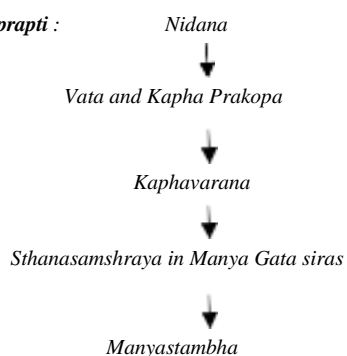 prapti : Nidana
Vata and Kapha Prakopa
Kaphavarana
Sthanasamshraya in Manya Gata siras
Manyastambha